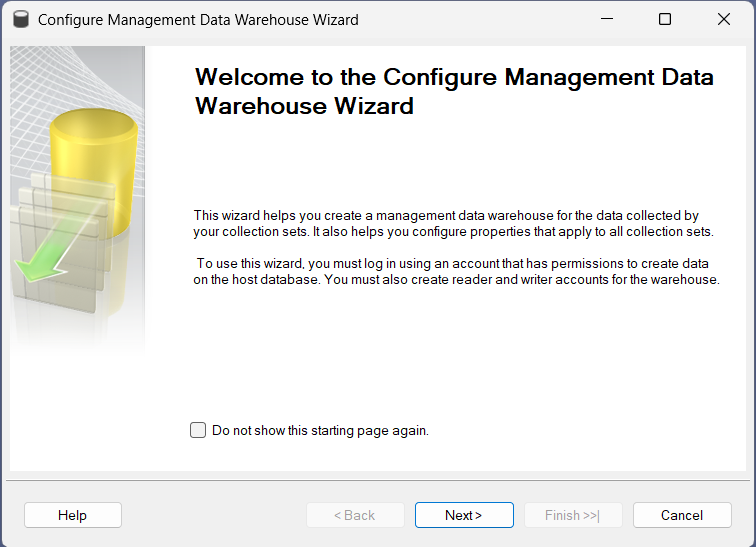 Configure Management Data Warehouse Wizard
Welcome to the Configure Management Data
Warehouse Wizard
This wizard helps you create a management data warehouse for the data collected by
your collection sets. It also helps you configure properties that apply to all collection sets.
To use this wizard, you must log in using an account that has permissions to create data
on the host database. You must also create reader and writer accounts for the warehouse.
Do not show this starting page again.
Help
< Back
Next >
Finish >>|
Cancel